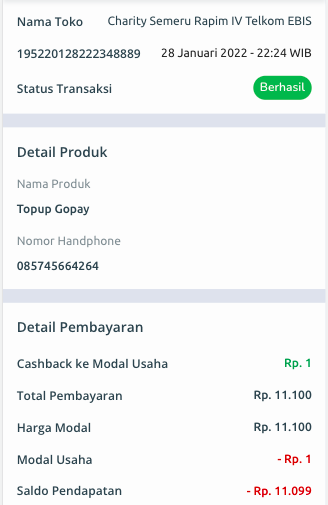 Nama Toko Charity Semeru Rapim IV Telkom EBIS
195220128222348889 28 Januari 2022 - 22:24 WIB
Status Transaksi Berhasil
Detail Produk
Nama Produk
Topup Gopay
Nomor Handphone
085745664264
Detail Pembayaran
Cashback ke Modal Usaha Rp. 1
Total Pembayaran Rp. 11.100
Harga Modal Rp. 11.100
Modal Usaha - Rp. 1
Saldo Pendapatan - Rp. 11.099